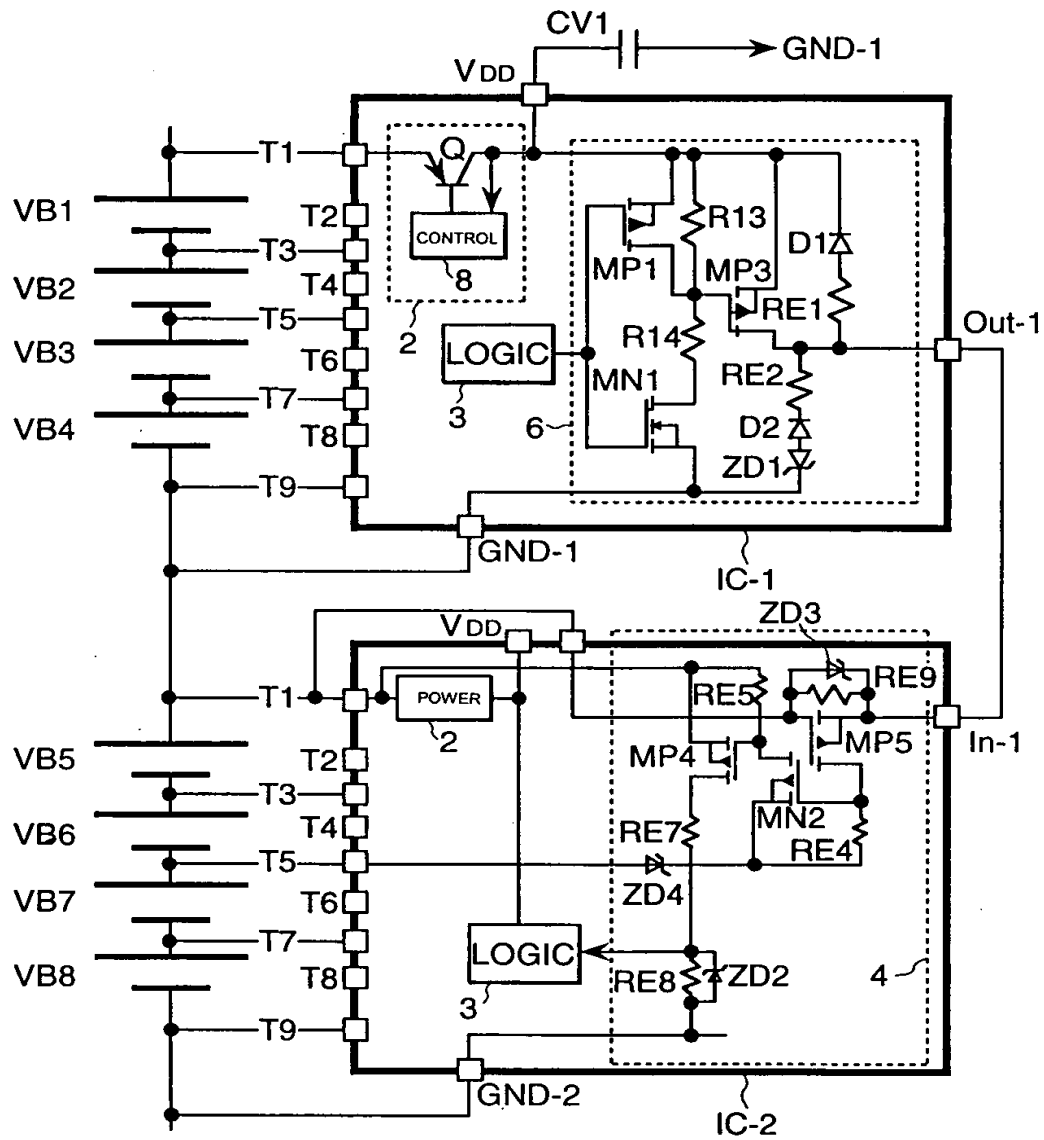 CV1
GND-1
VDD
T1
Q
VB1
T2
CONTROL
R13
D1
T3
8
MP1
MP3
VB2
T4
RE1
T5
2
Out-1
LOGIC
R14
VB3
T6
MN1
RE2
3
T7
6
D2
VB4
T8
ZD1
T9
GND-1
IC-1
ZD3
VDD
RE9
T1
POWER
RE5
2
In-1
VB5
T2
MP4
MP5
T3
MN2
VB6
T4
RE7
RE4
T5
ZD4
VB7
T6
T7
LOGIC
VB8
T8
RE8
ZD2
4
3
T9
GND-2
IC-2